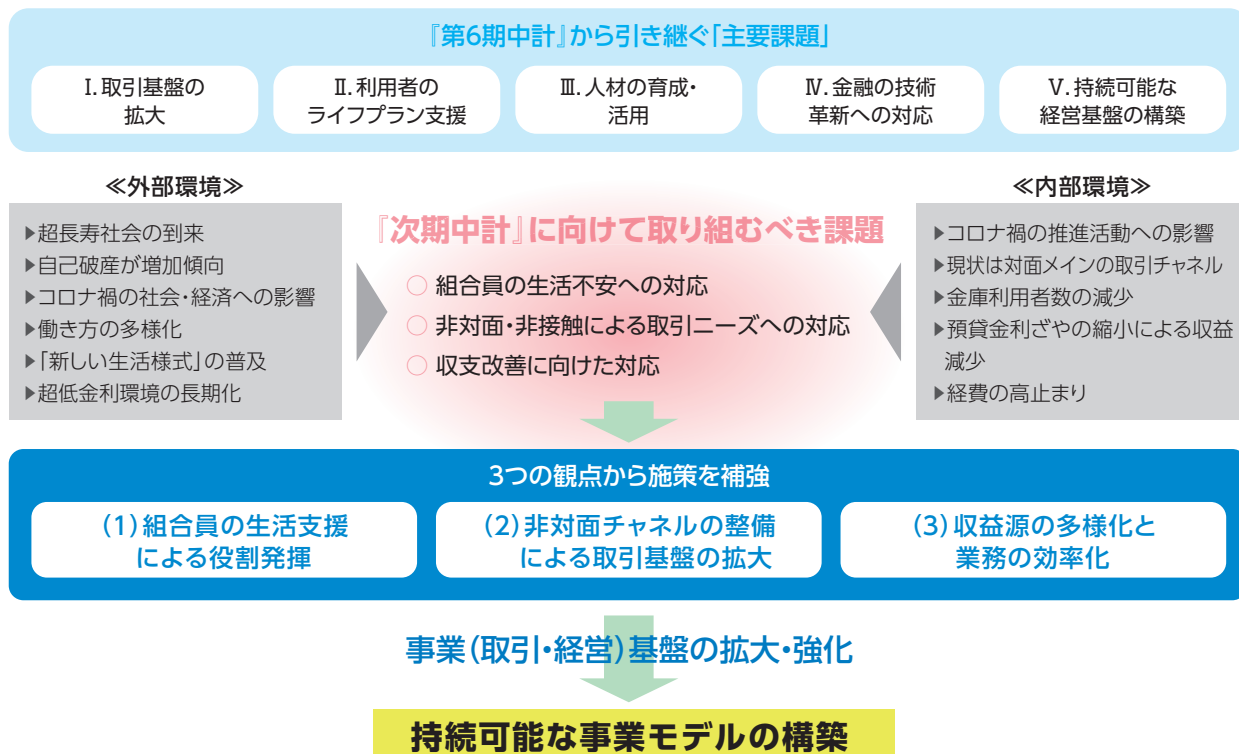 『第6期中計』から引き継ぐ「主要課題」
Ⅰ.取引基盤の
拡大
Ⅱ.利用者の
ライフプラン支援
Ⅲ.人材の育成・
活用
Ⅳ.金融の技術
革新への対応
Ⅴ.持続可能な
経営基盤の構築
≪外部環境≫
▶超長寿社会の到来
▶自己破産が増加傾向
▶コロナ禍の社会・経済への影響
▶働き方の多様化
▶「新しい生活様式」の普及
▶超低金利環境の長期化
『次期中計』に向けて取り組むべき課題
○ 組合員の生活不安への対応
○ 非対面・非接触による取引ニーズへの対応
○ 収支改善に向けた対応
≪内部環境≫
▶コロナ禍の推進活動への影響
▶現状は対面メインの取引チャネル
▶金庫利用者数の減少
▶預貸金利ざやの縮小による収益
減少
▶経費の高止まり
3つの観点から施策を補強
(1)組合員の生活支援
による役割発揮
(2)非対面チャネルの整備
による取引基盤の拡大
(3)収益源の多様化と
業務の効率化
事業(取引・経営)基盤の拡大・強化
持続可能な事業モデルの構築